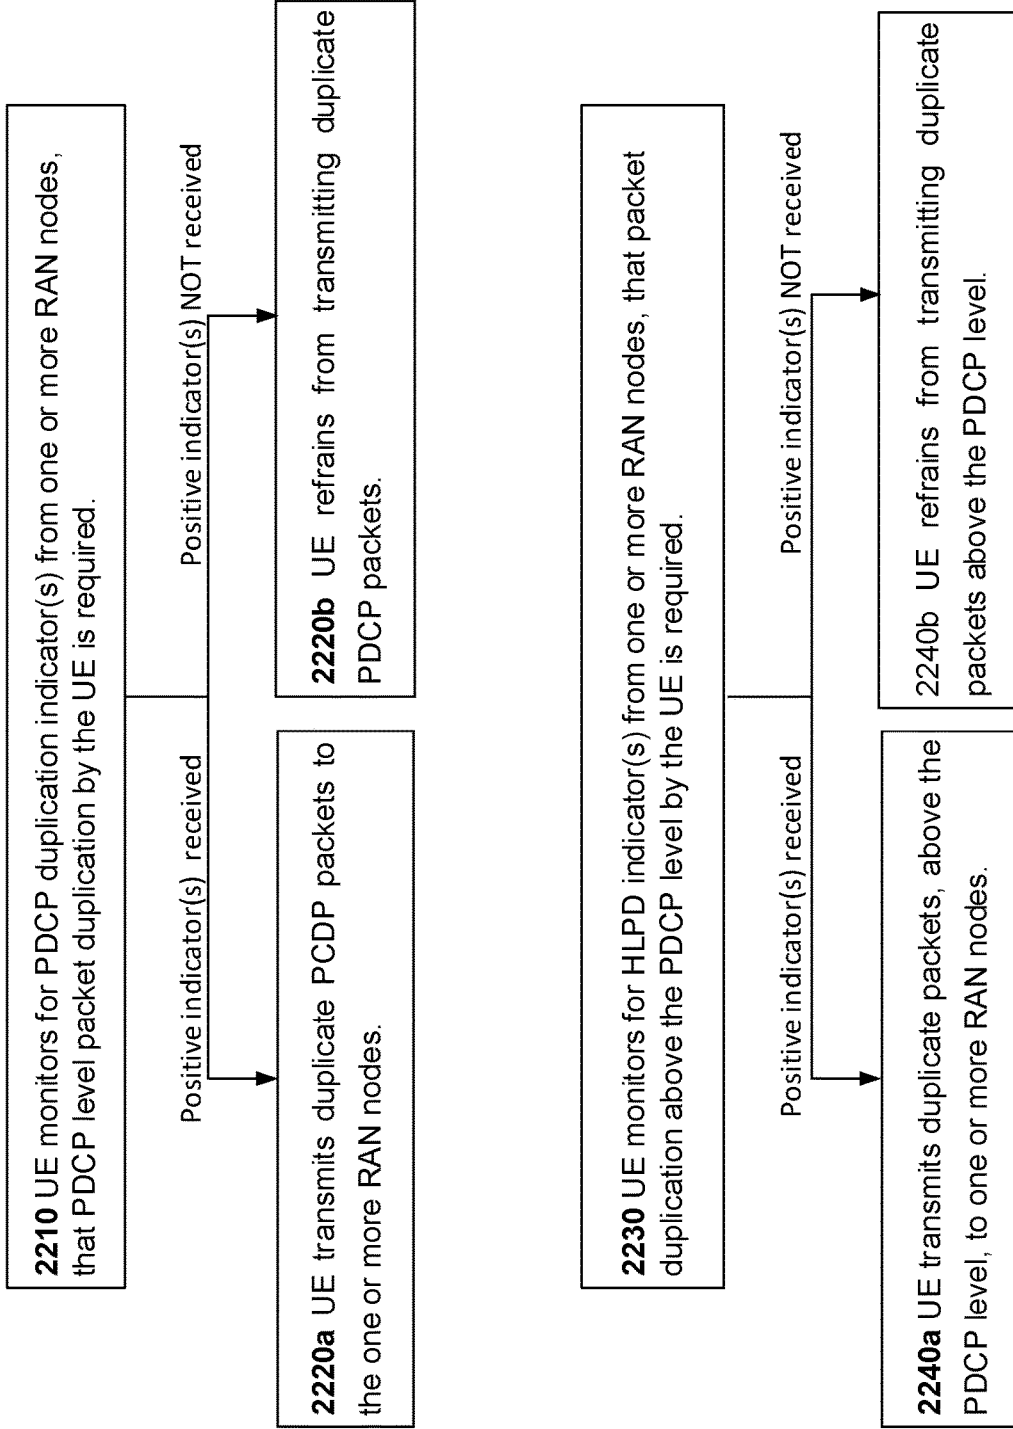 2210 UE monitors for PDCP duplication indicator(s) from one or more RAN nodes,
that PDCP level packet duplication by the UE is required.
Positive indicator(s) received
Positive indicator(s) NOT received
2220a UE transmits duplicate PCDP packets to
the one or more RAN nodes.
2220b UE refrains from transmitting duplicate
PDCP packets.
2230 UE monitors for HLPD indicator(s) from one or more RAN nodes, that packet
duplication above the PDCP level by the UE is required.
Positive indicator(s) received
Positive indicator(s) NOT received
2240a UE transmits duplicate packets, above the
PDCP level, to one or more RAN nodes.
2240b UE refrains from transmitting duplicate
packets above the PDCP level.